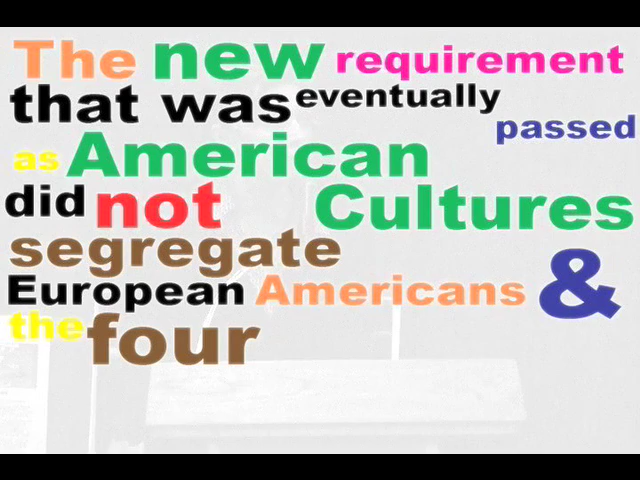 The new requirement
that was eventually
passed
as American
did not Cultures
segregate
European Americans &
the four